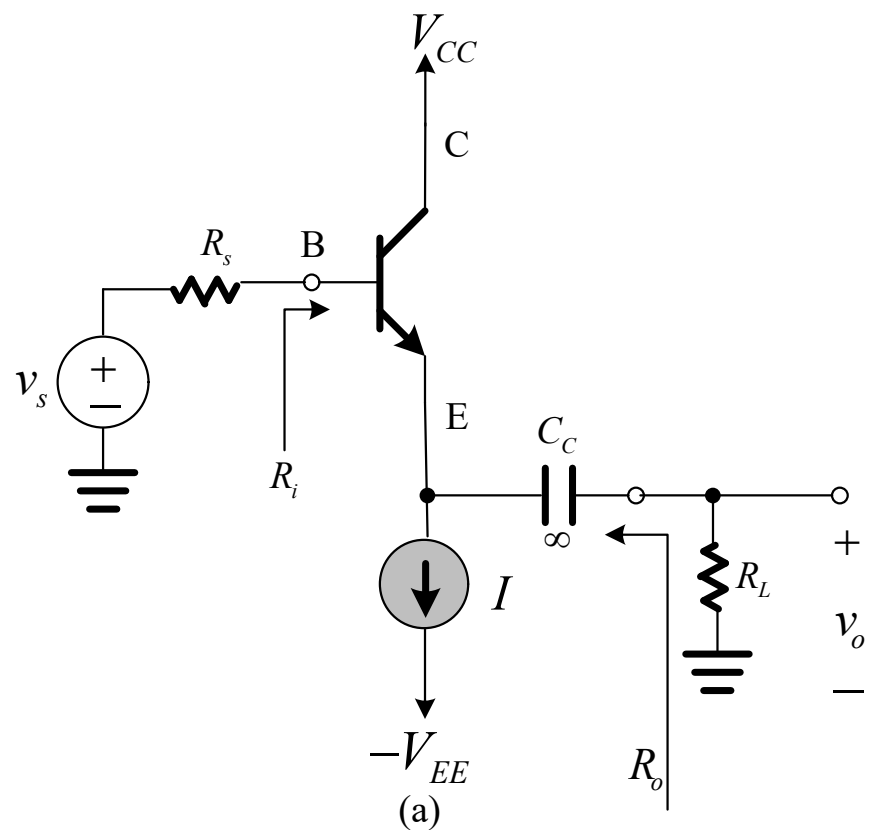 V_CC
C
R_s
B
+
v_s
−
R_i
E
C_C
∞
I
R_L
+
v_o
−
R_o
−V_EE
(a)